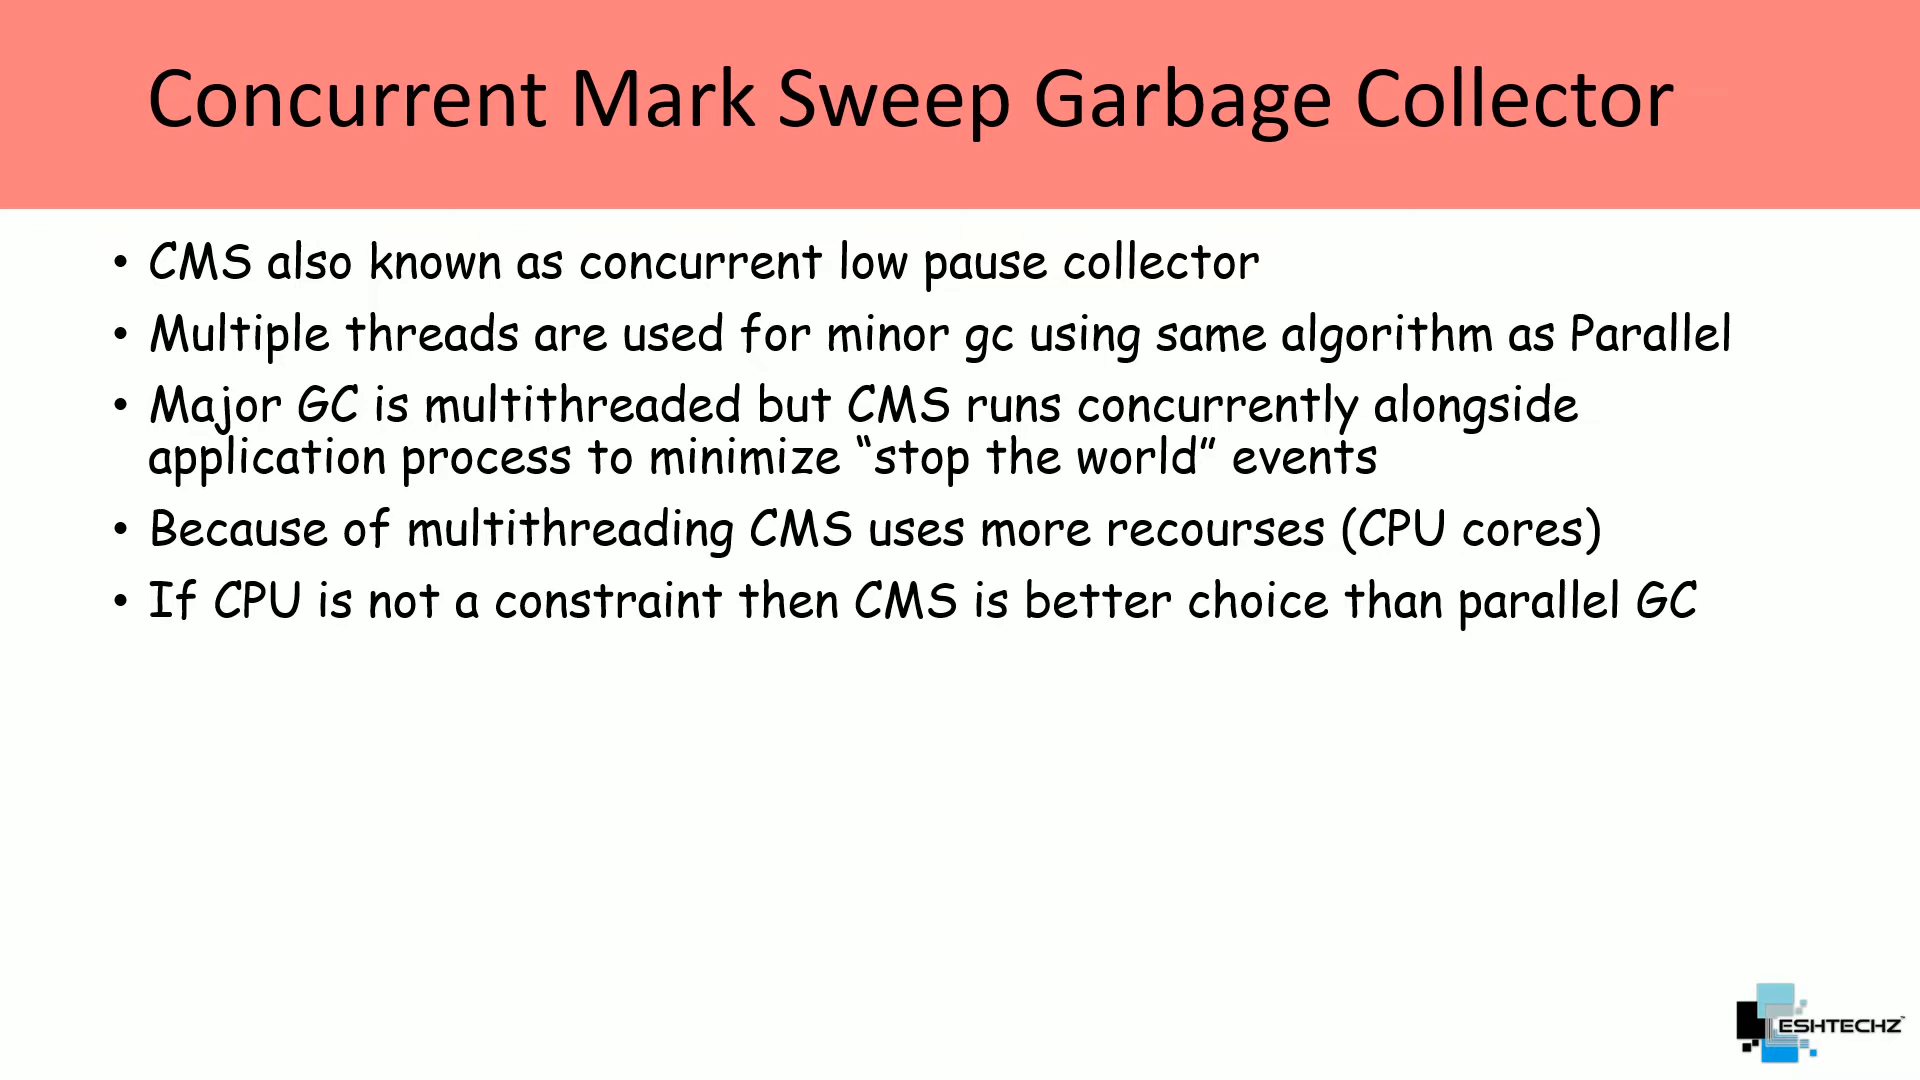 Concurrent Mark Sweep Garbage Collector
• CMS also known as concurrent low pause collector
• Multiple threads are used for minor gc using same algorithm as Parallel
• Major GC is multithreaded but CMS runs concurrently alongside
application process to minimize “stop the world” events
• Because of multithreading CMS uses more recourses (CPU cores)
• If CPU is not a constraint then CMS is better choice than parallel GC
LESHTECHZ™